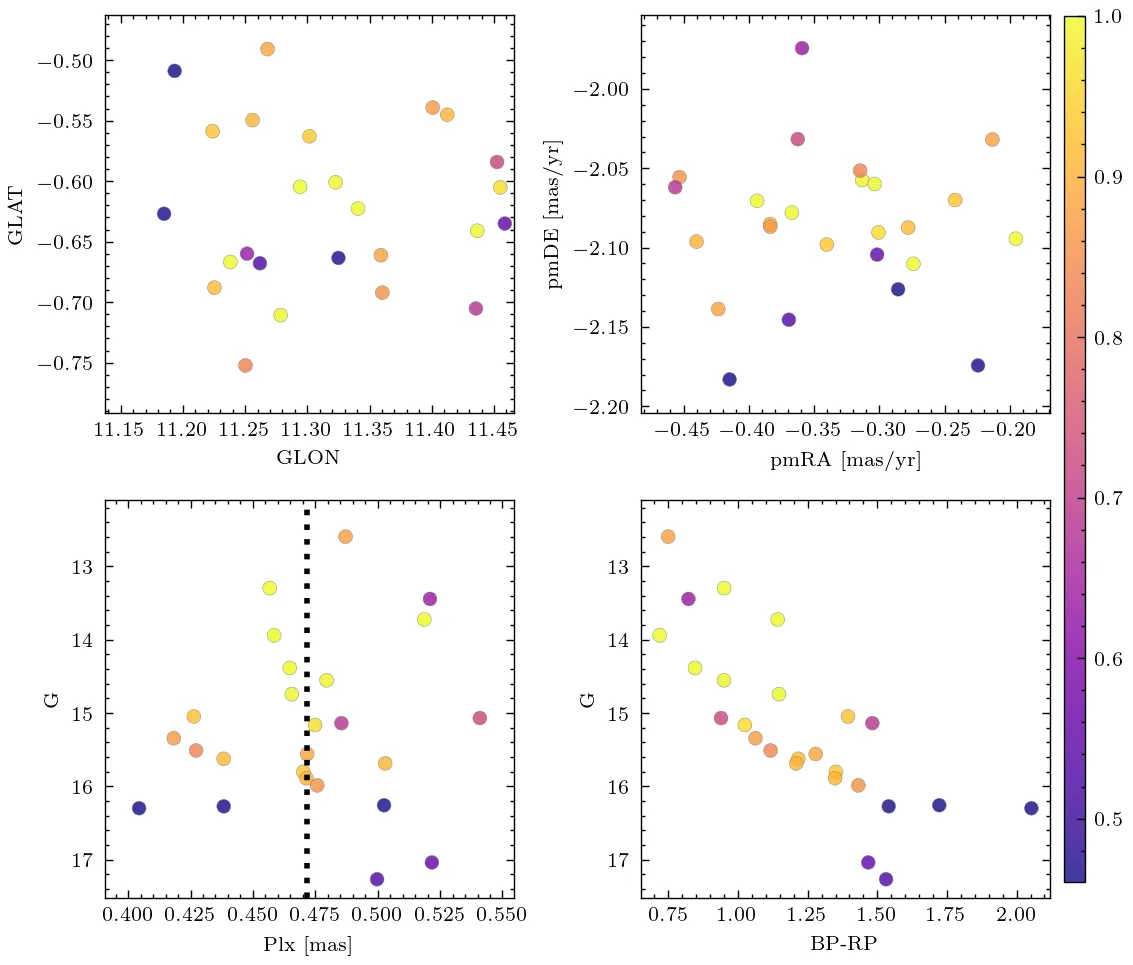 −0.50
−0.55
−0.60
−0.65
−0.70
−0.75
GLAT
11.15 11.20 11.25 11.30 11.35 11.40 11.45
GLON
−2.00
−2.05
−2.10
−2.15
−2.20
pmDE [mas/yr]
−0.45 −0.40 −0.35 −0.30 −0.25 −0.20
pmRA [mas/yr]
1.0
0.9
0.8
0.7
0.6
0.5
13
14
15
16
17
G
0.400 0.425 0.450 0.475 0.500 0.525 0.550
Plx [mas]
13
14
15
16
17
G
0.75 1.00 1.25 1.50 1.75 2.00
BP-RP